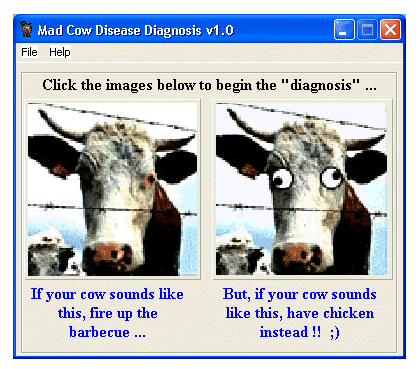 Mad Cow Disease Diagnosis v1.0
File Help
Click the images below to begin the "diagnosis" ...
If your cow sounds like
this, fire up the
barbecue ...
But, if your cow sounds
like this, have chicken
instead !! ;)